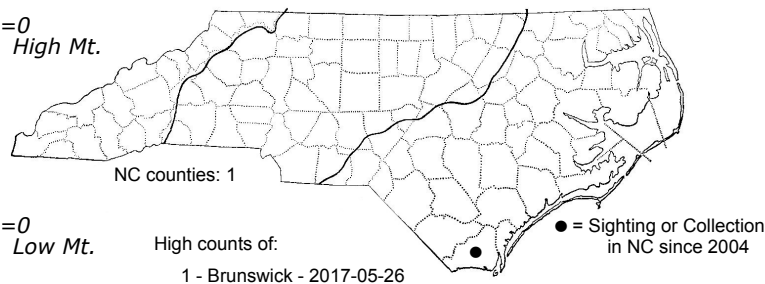 =0
High Mt.
NC counties: 1
=0
Low Mt.
High counts of:
1 - Brunswick - 2017-05-26
● = Sighting or Collection
in NC since 2004